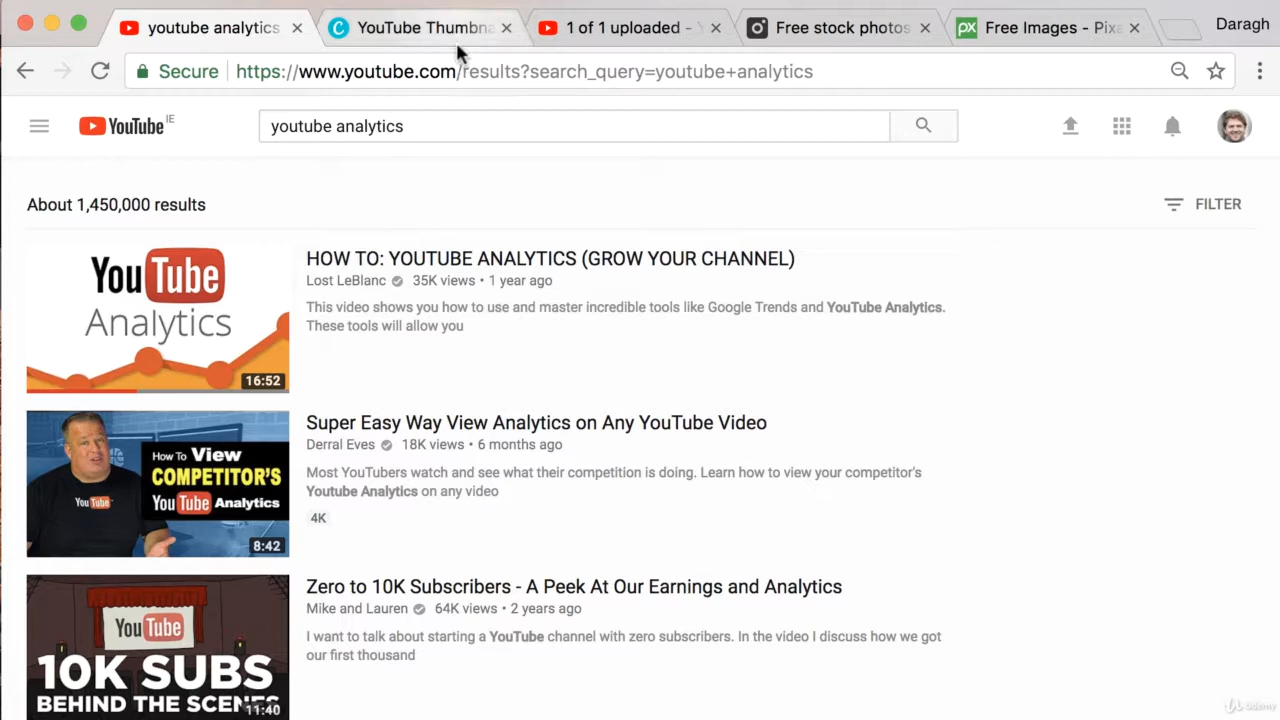 youtube analytics
YouTube Thumbna
1 of 1 uploaded -
Free stock photos
Free Images - Pixa
Daragh
Secure
https://www.youtube.com/results?search_query=youtube+analytics
YouTube IE
youtube analytics
About 1,450,000 results
FILTER
YouTube
Analytics
16:52
HOW TO: YOUTUBE ANALYTICS (GROW YOUR CHANNEL)
Lost LeBlanc 35K views • 1 year ago
This video shows you how to use and master incredible tools like Google Trends and YouTube Analytics.
These tools will allow you
How To View
COMPETITOR'S
YouTube Analytics
YouTube
8:42
Super Easy Way View Analytics on Any YouTube Video
Derral Eves 18K views • 6 months ago
Most YouTubers watch and see what their competition is doing. Learn how to view your competitor's
Youtube Analytics on any video
4K
YouTube
10K SUBS
BEHIND THE SCENES
11:40
Zero to 10K Subscribers - A Peek At Our Earnings and Analytics
Mike and Lauren 64K views • 2 years ago
I want to talk about starting a YouTube channel with zero subscribers. In the video I discuss how we got
our first thousand
Udemy